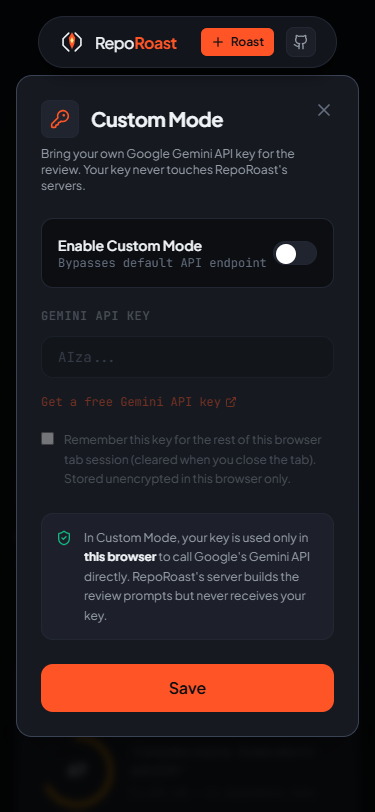 RepoRoast
+ Roast
Custom Mode
Bring your own Google Gemini API key for the
review. Your key never touches RepoRoast's
servers.
Enable Custom Mode
Bypasses default API endpoint
GEMINI API KEY
AIza...
Get a free Gemini API key
Remember this key for the rest of this browser
tab session (cleared when you close the tab).
Stored unencrypted in this browser only.
In Custom Mode, your key is used only in
this browser to call Google's Gemini API
directly. RepoRoast's server builds the
review prompts but never receives your
key.
Save